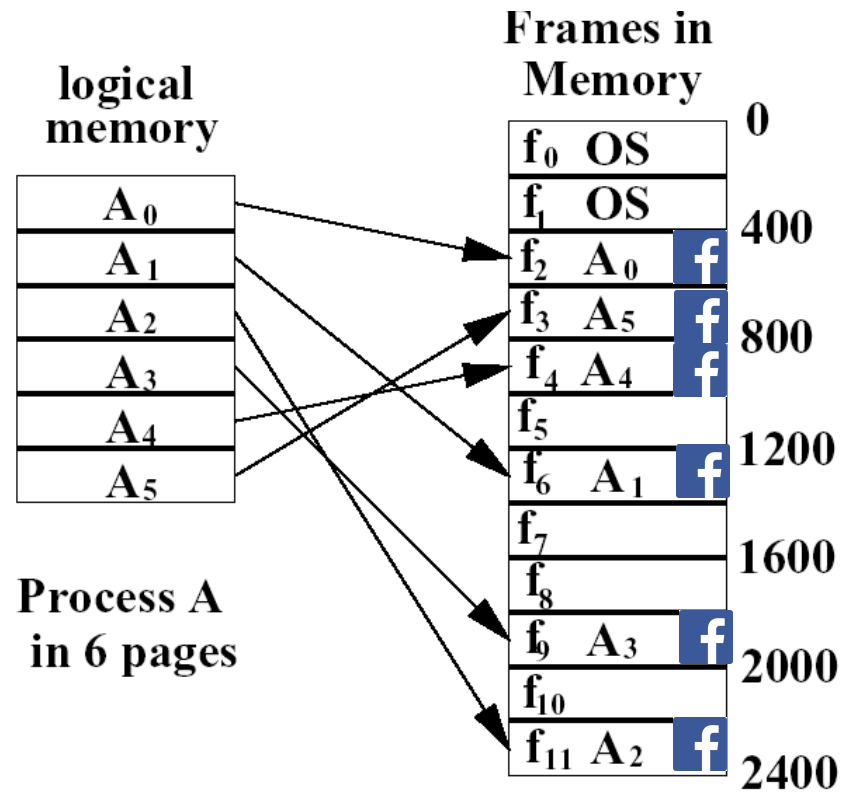 logical
memory
A0
A1
A2
A3
A4
A5
Process A
in 6 pages
Frames in
Memory
0
f0 OS
f1 OS
400
f2 A0 f
f3 A5 f
800
f4 A4 f
f5
1200
f6 A1 f
f7
1600
f8
f9 A3 f
2000
f10
f11 A2 f
2400